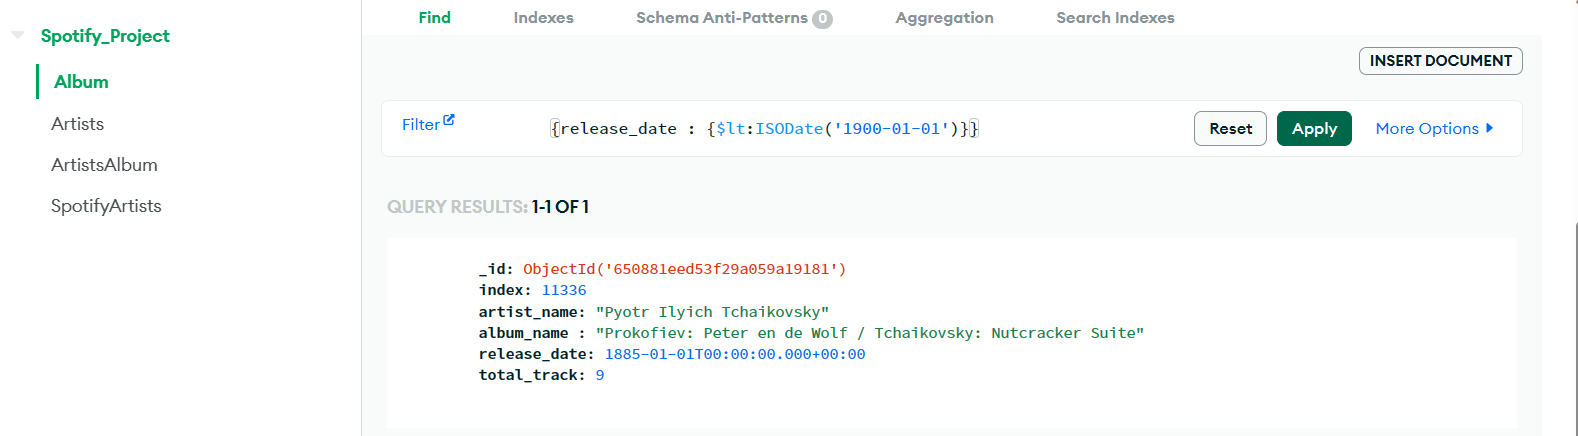 Spotify_Project
Album
Artists
ArtistsAlbum
SpotifyArtists
Find Indexes Schema Anti-Patterns 0 Aggregation Search Indexes
INSERT DOCUMENT
Filter {release_date : {$lt:ISODate('1900-01-01')}} Reset Apply More Options
QUERY RESULTS: 1-1 OF 1
_id: ObjectId('650881eed53f29a059a19181')
index: 11336
artist_name: "Pyotr Ilyich Tchaikovsky"
album_name : "Prokofiev: Peter en de Wolf / Tchaikovsky: Nutcracker Suite"
release_date: 1885-01-01T00:00:00.000+00:00
total_track: 9